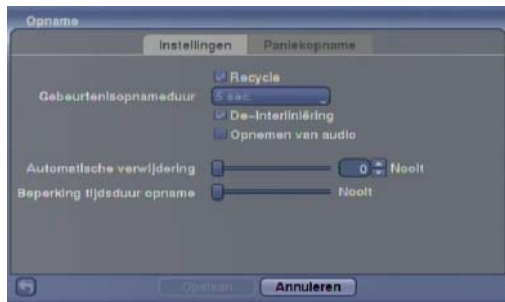 Opname
Instellingen Paniekopname
Recycle
Gebeurtenisopnameduur 5 sec.
De-Interliniëring
Opnemen van audio
Automatische verwijdering 0 Nooit
Beperking tijdsduur opname Nooit
Opslaan Annuleren